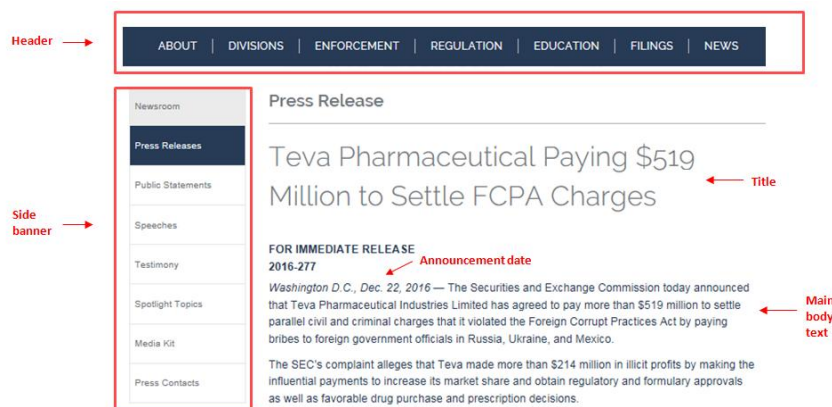 Header
ABOUT | DIVISIONS | ENFORCEMENT | REGULATION | EDUCATION | FILINGS | NEWS
Newsroom
Press Releases
Public Statements
Speeches
Testimony
Spotlight Topics
Media Kit
Press Contacts
Side
banner
Press Release
Teva Pharmaceutical Paying $519
Million to Settle FCPA Charges
Title
FOR IMMEDIATE RELEASE
2016-277
Announcement date
Washington D.C., Dec. 22, 2016 — The Securities and Exchange Commission today announced
that Teva Pharmaceutical Industries Limited has agreed to pay more than $519 million to settle
parallel civil and criminal charges that it violated the Foreign Corrupt Practices Act by paying
bribes to foreign government officials in Russia, Ukraine, and Mexico.
Main
body
text
The SEC's complaint alleges that Teva made more than $214 million in illicit profits by making the
influential payments to increase its market share and obtain regulatory and formulary approvals
as well as favorable drug purchase and prescription decisions.